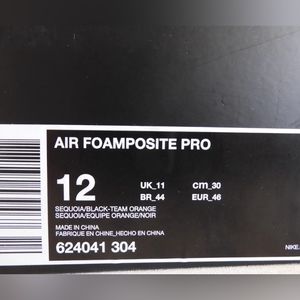 AIR FOAMPOSITE PRO
12 UK_11 cm_30
BR_44 EUR_46
SEQUOIA/BLACK-TEAM ORANGE
SEQUOIA/EQUIPE ORANGE/NOIR
MADE IN CHINA
FABRIQUE EN CHINE_HECHO EN CHINA
624041 304
NIKE.